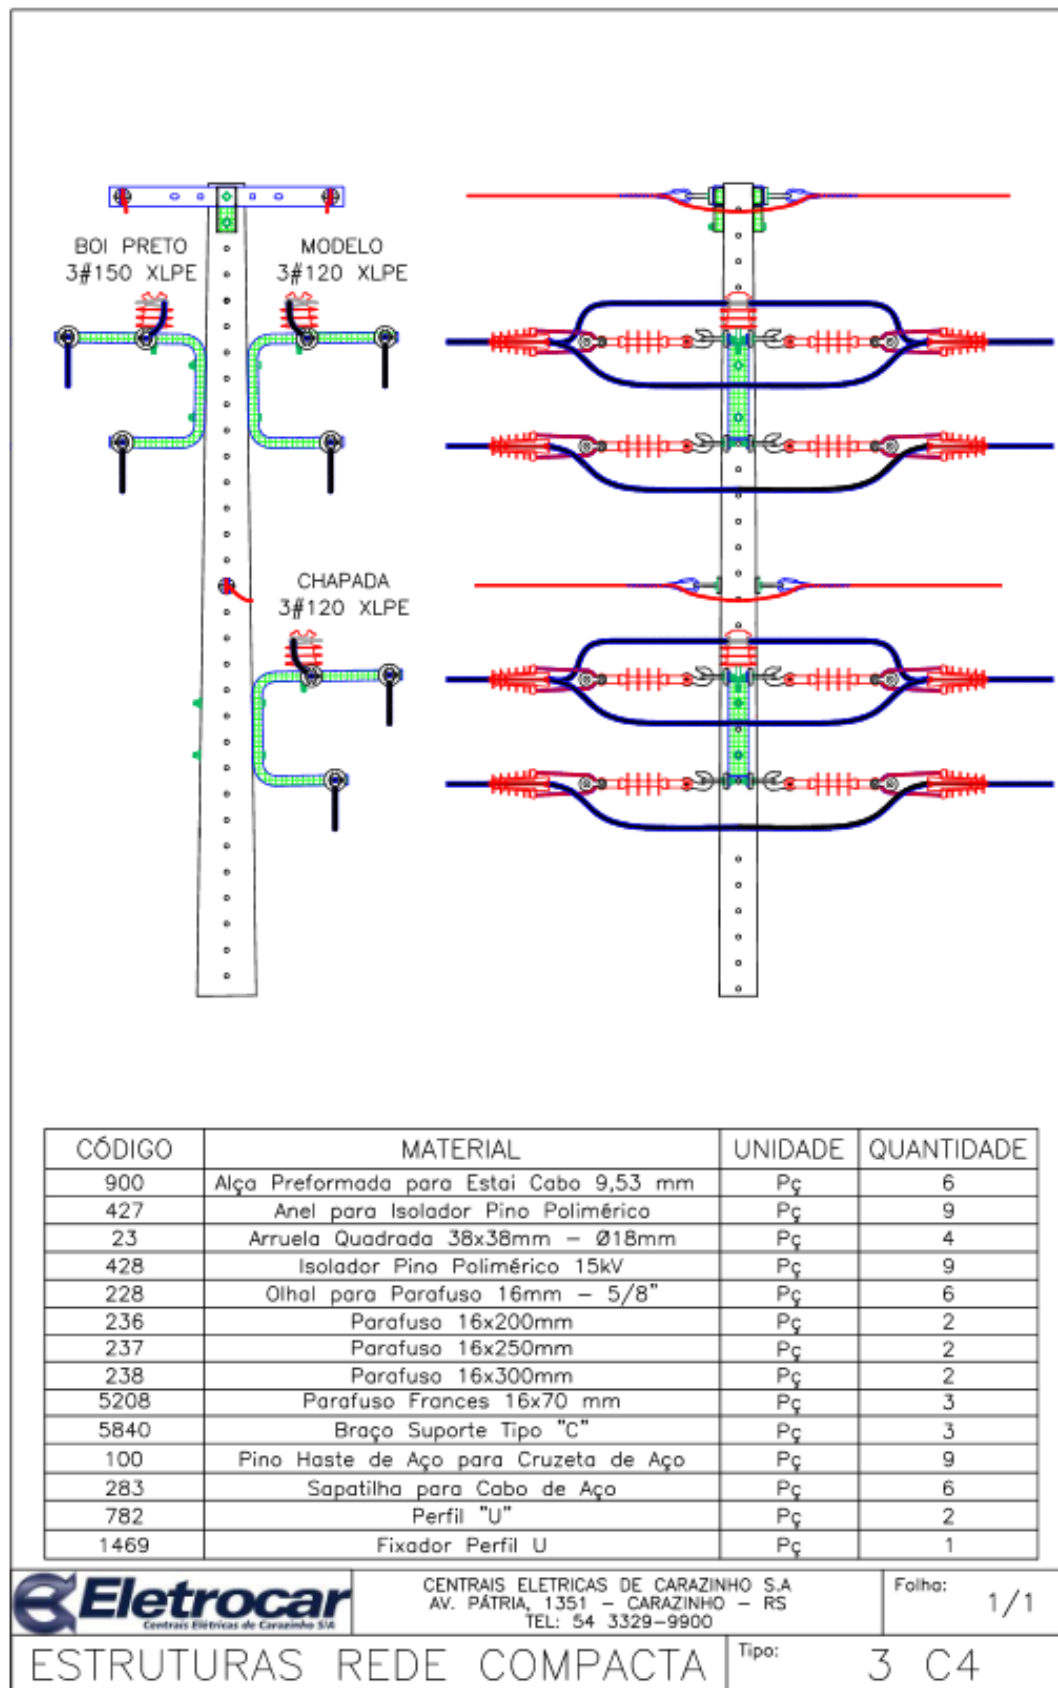 BOI PRETO
3#150 XLPE
MODELO
3#120 XLPE
CHAPADA
3#120 XLPE
CÓDIGO MATERIAL UNIDADE QUANTIDADE
900 Alça Preformada para Estai Cabo 9,53 mm Pç 6
427 Anel para Isolador Pino Polimérico Pç 9
23 Arruela Quadrada 38x38mm – Ø18mm Pç 4
428 Isolador Pino Polimérico 15kV Pç 9
228 Olhal para Parafuso 16mm – 5/8" Pç 6
236 Parafuso 16x200mm Pç 2
237 Parafuso 16x250mm Pç 2
238 Parafuso 16x300mm Pç 2
5208 Parafuso Frances 16x70 mm Pç 3
5840 Braço Suporte Tipo "C" Pç 3
100 Pino Haste de Aço para Cruzeta de Aço Pç 9
283 Sapatilha para Cabo de Aço Pç 6
782 Perfil "U" Pç 2
1469 Fixador Perfil U Pç 1
Eletrocar
Centrais Elétricas de Carazinho S/A
CENTRAIS ELETRICAS DE CARAZINHO S.A
AV. PÁTRIA, 1351 – CARAZINHO – RS
TEL: 54 3329–9900
Folha: 1/1
ESTRUTURAS REDE COMPACTA
Tipo: 3 C4